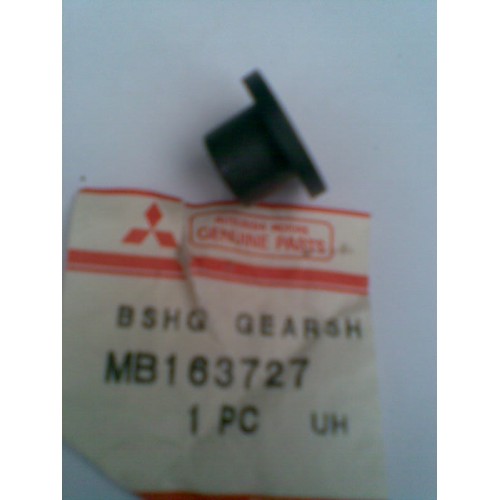 MITSUBISHI MOTORS
GENUINE PARTS
BSHG GEARSH
MB163727
1 PC UH